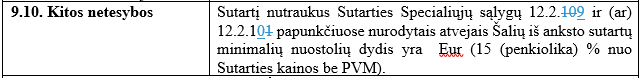 9.10. Kitos netesybos
Sutartį nutraukus Sutarties Specialiųjų sąlygų 12.2.109 ir (ar)
12.2.101 papunkčiuose nurodytais atvejais Šalių iš anksto sutartų
minimalių nuostolių dydis yra Eur (15 (penkiolika) % nuo
Sutarties kainos be PVM).